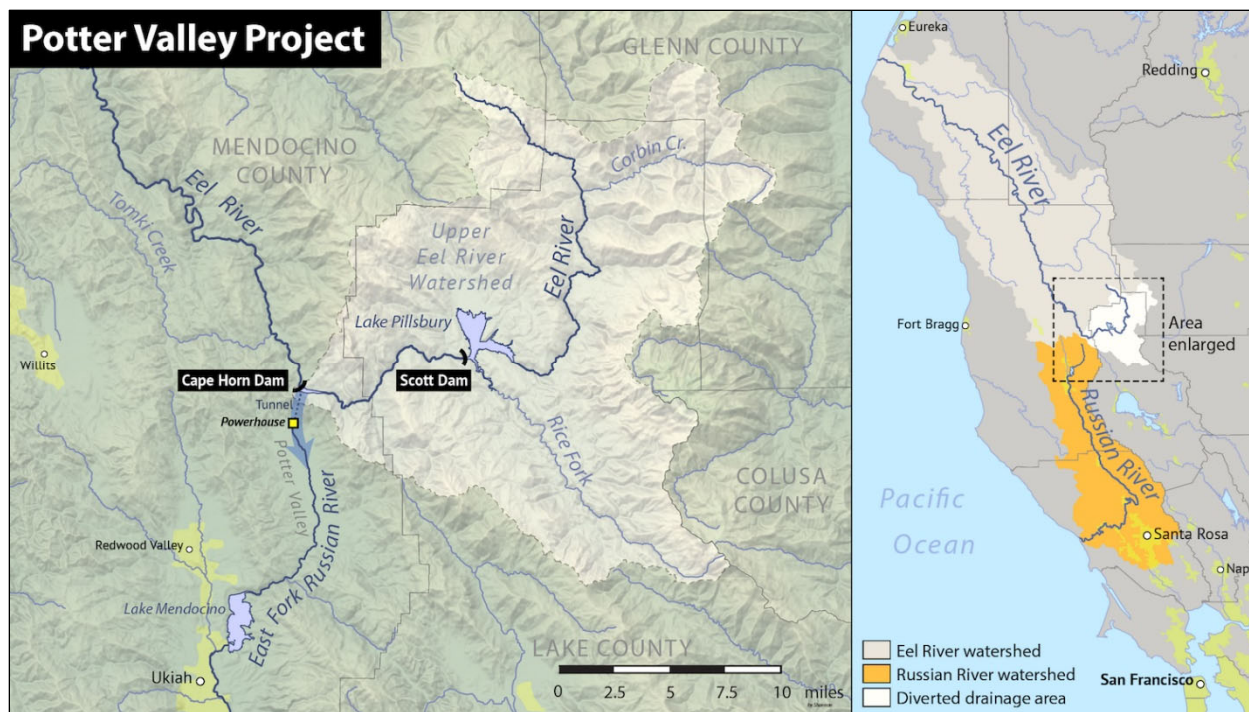 Potter Valley Project
GLENN COUNTY
MENDOCINO
COUNTY
Corbin Cr.
Eel River
Tomki Creek
Upper
Eel River
Watershed
Eel River
Lake Pillsbury
Willits
Cape Horn Dam
Scott Dam
Tunnel
Powerhouse
Potter Valley
Rice Fork
COLUSA
COUNTY
East Fork Russian River
Redwood Valley
Lake Mendocino
LAKE COUNTY
Ukiah
0 2.5 5 7.5 10 miles
Eureka
Redding
Eel River
Fort Bragg
Area
enlarged
Russian River
Pacific
Ocean
Santa Rosa
Nap
Eel River watershed
Russian River watershed
Diverted drainage area
San Francisco